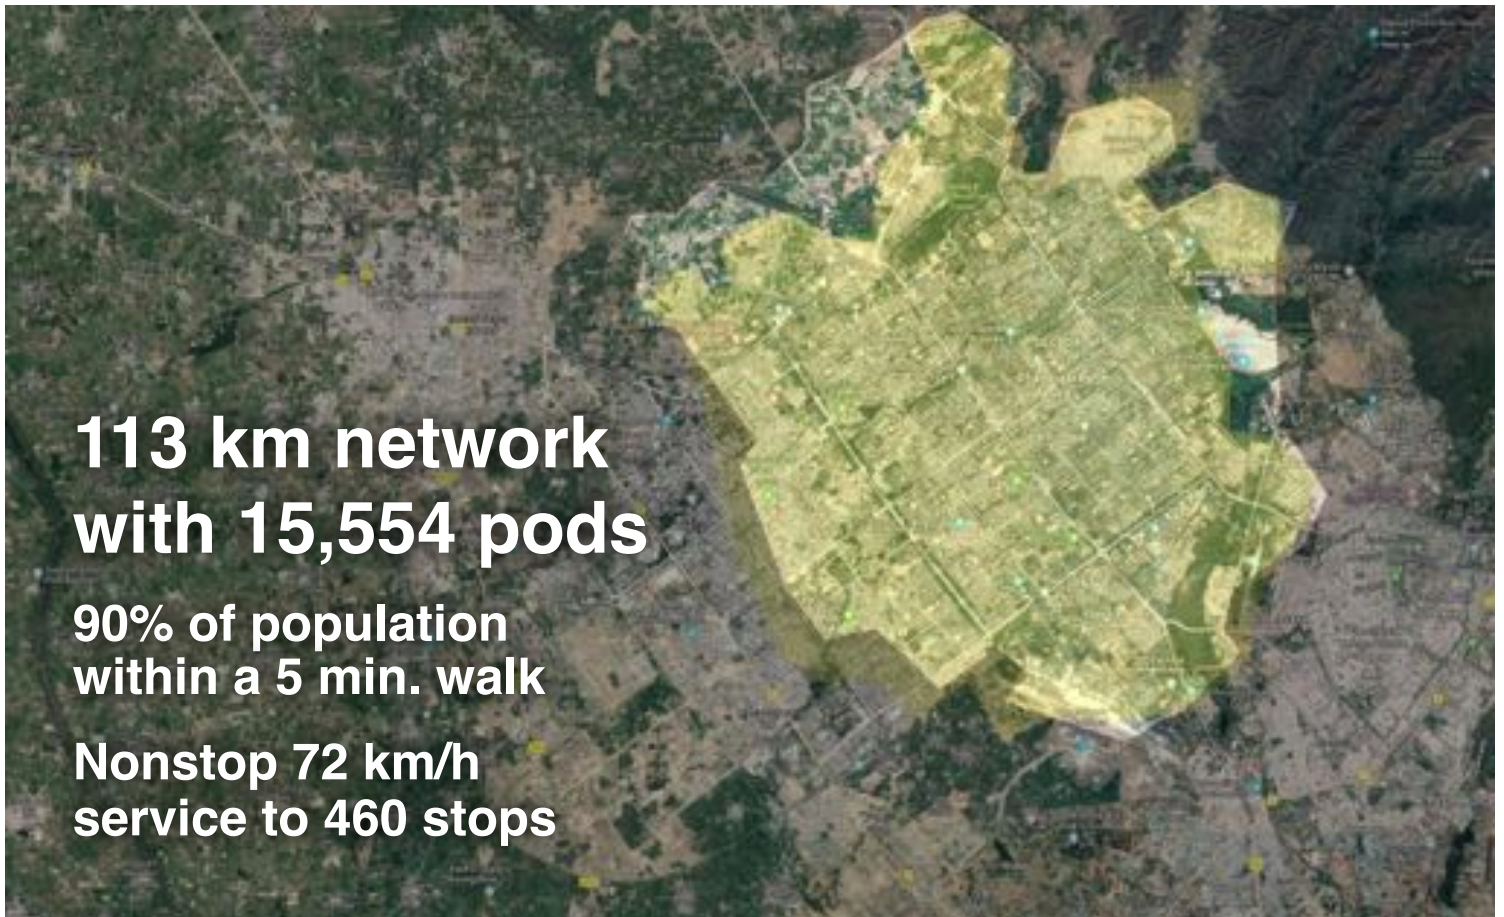 113 km network
with 15,554 pods
90% of population
within a 5 min. walk
Nonstop 72 km/h
service to 460 stops